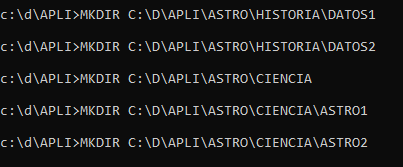 c:\d\APLI>MKDIR C:\D\APLI\ASTRO\HISTORIA\DATOS1
c:\d\APLI>MKDIR C:\D\APLI\ASTRO\HISTORIA\DATOS2
c:\d\APLI>MKDIR C:\D\APLI\ASTRO\CIENCIA
c:\d\APLI>MKDIR C:\D\APLI\ASTRO\CIENCIA\ASTRO1
c:\d\APLI>MKDIR C:\D\APLI\ASTRO\CIENCIA\ASTRO2